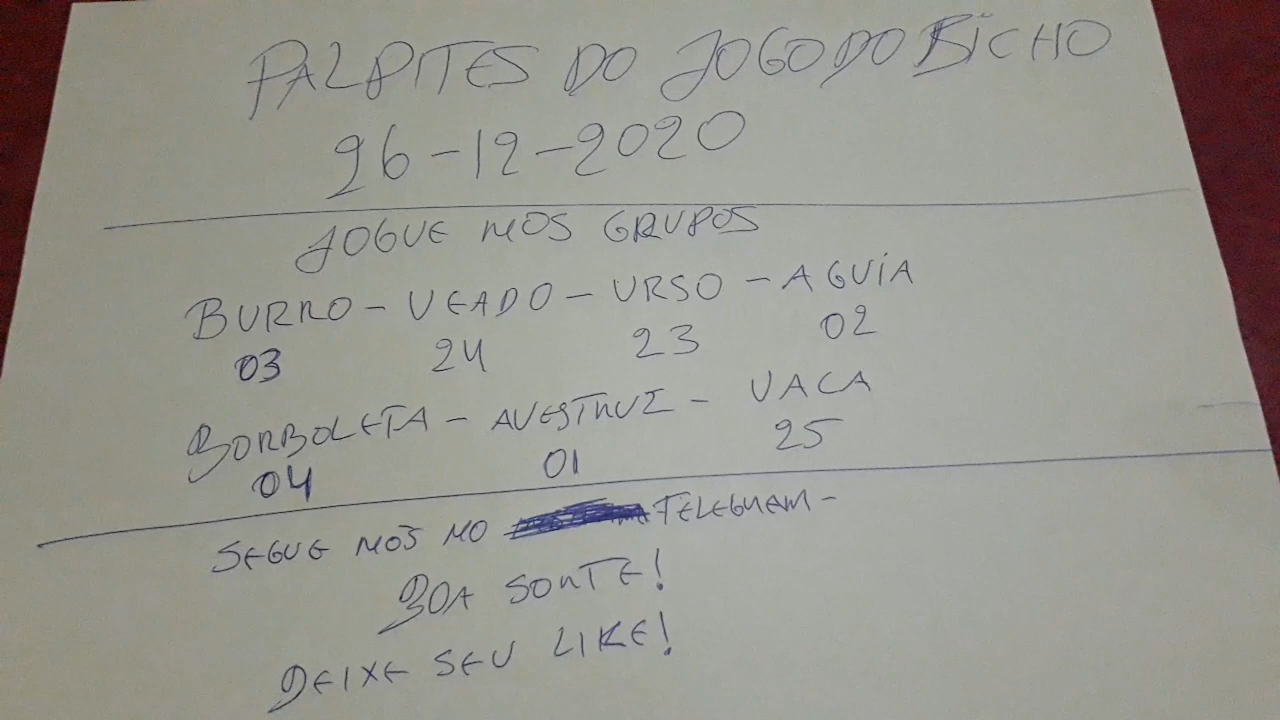 PALPITES DO JOGO DO BICHO
26-12-2020
JOGUE NOS GRUPOS
BURRO - VEADO - URSO - AGUIA
03 24 23 02
BORBOLETA - AVESTRUZ - VACA
04 01 25
SEGUE NOS NO TELEGRAM -
BOA SORTE!
DEIXE SEU LIKE!